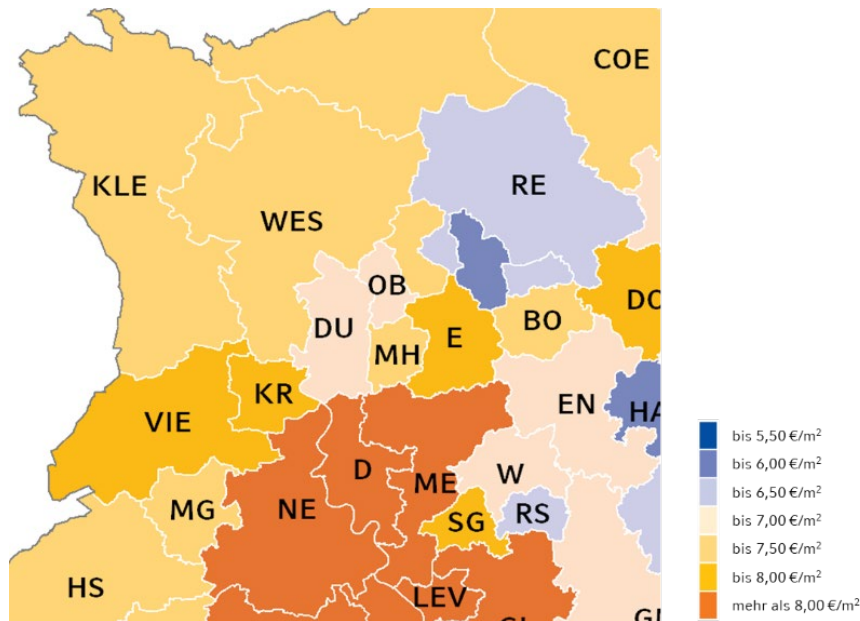 COE
KLE
RE
WES
OB
DO
DU
BO
E
MH
KR
EN
HA
VIE
D
W
ME
NE
MG
SG
RS
HS
LEV
bis 5,50 €/m²
bis 6,00 €/m²
bis 6,50 €/m²
bis 7,00 €/m²
bis 7,50 €/m²
bis 8,00 €/m²
mehr als 8,00 €/m²